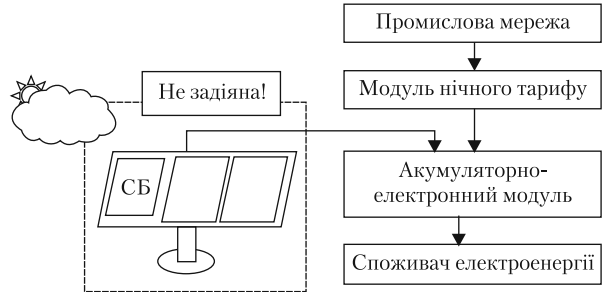 Промислова мережа
Не задіяна!
Модуль нічного тарифу
СБ
Акумуляторно-
електронний модуль
Споживач електроенергії